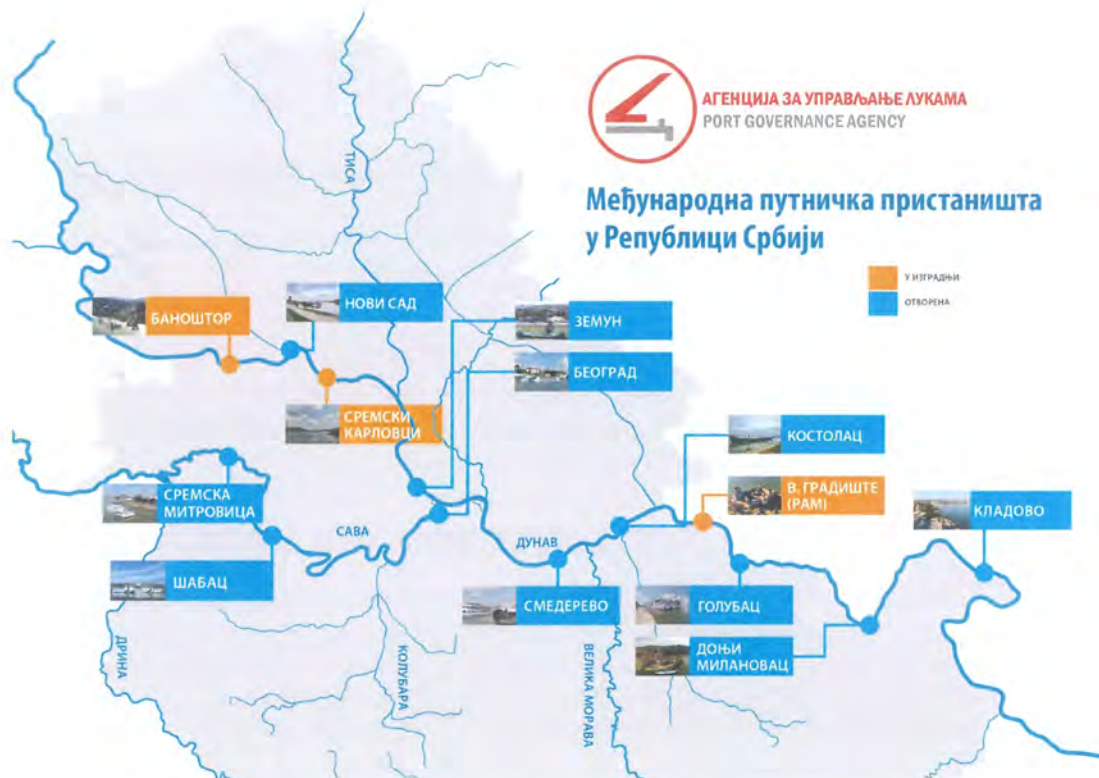 АГЕНЦИЈА ЗА УПРАВЉАЊЕ ЛУКАМА
PORT GOVERNANCE AGENCY
Међународна путничка пристаништа
у Републици Србији
У ИЗГРАДЊИ
ОТВОРЕНА
ТИСА
БАНОШТОР
НОВИ САД
ЗЕМУН
БЕОГРАД
СРЕМСКИ
КАРЛОВЦИ
КОСТОЛАЦ
В. ГРАДИШТЕ
(РАМ)
КЛАДОВО
СРЕМСКА
МИТРОВИЦА
САВА
ДУНАВ
ШАБАЦ
СМЕДЕРЕВО
ГОЛУБАЦ
ДОЊИ
МИЛАНОВАЦ
ДРИНА
КОЛУБАРА
ВЕЛИКА МОРАВА